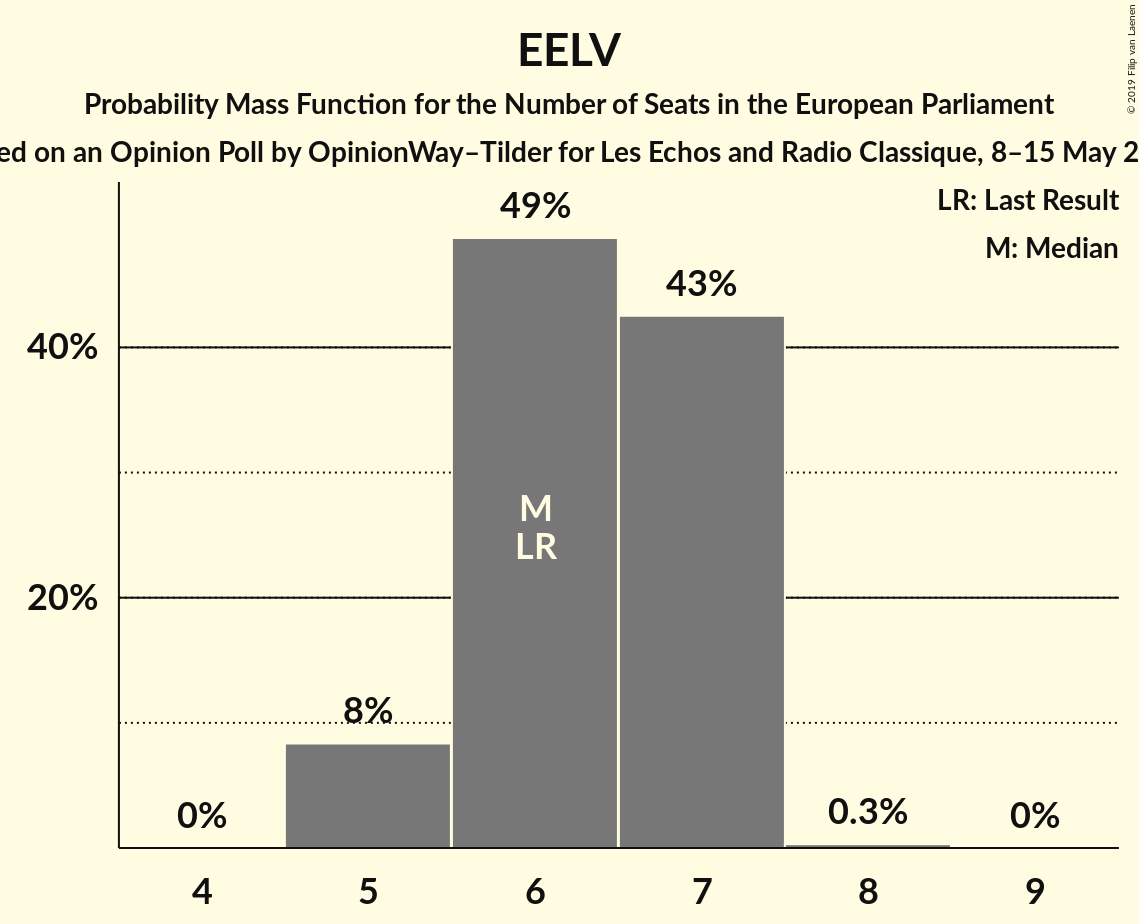 EELV
Probability Mass Function for the Number of Seats in the European Parliament
ed on an Opinion Poll by OpinionWay–Tilder for Les Echos and Radio Classique, 8–15 May 2
© 2019 Filip van Laenen
LR: Last Result
M: Median
49%
43%
40%
M
LR
20%
8%
0%
0.3%
0%
4 5 6 7 8 9